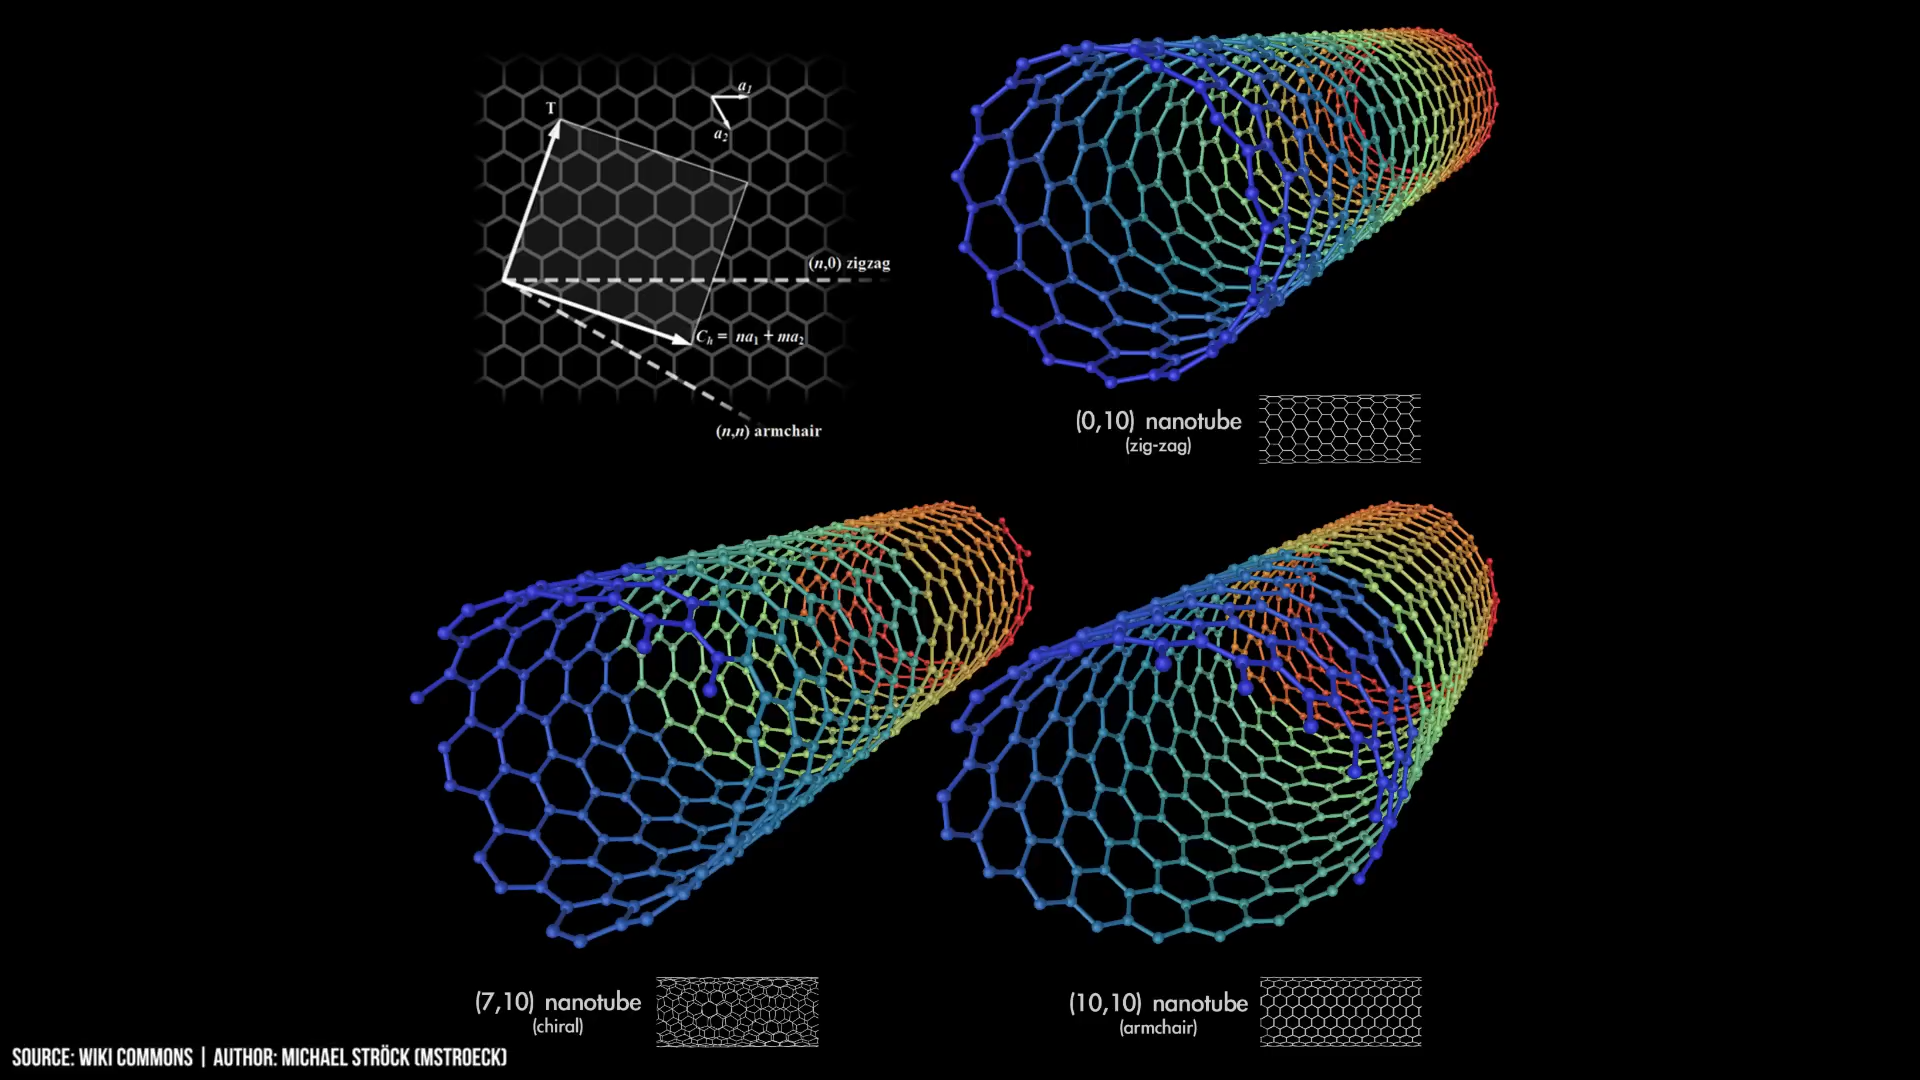 T
a1
a2
(n,0) zigzag
Ch = na1 + ma2
(n,n) armchair
(0,10) nanotube
(zig-zag)
(7,10) nanotube
(chiral)
(10,10) nanotube
(armchair)
SOURCE: WIKI COMMONS | AUTHOR: MICHAEL STRÖCK (MSTROECK)